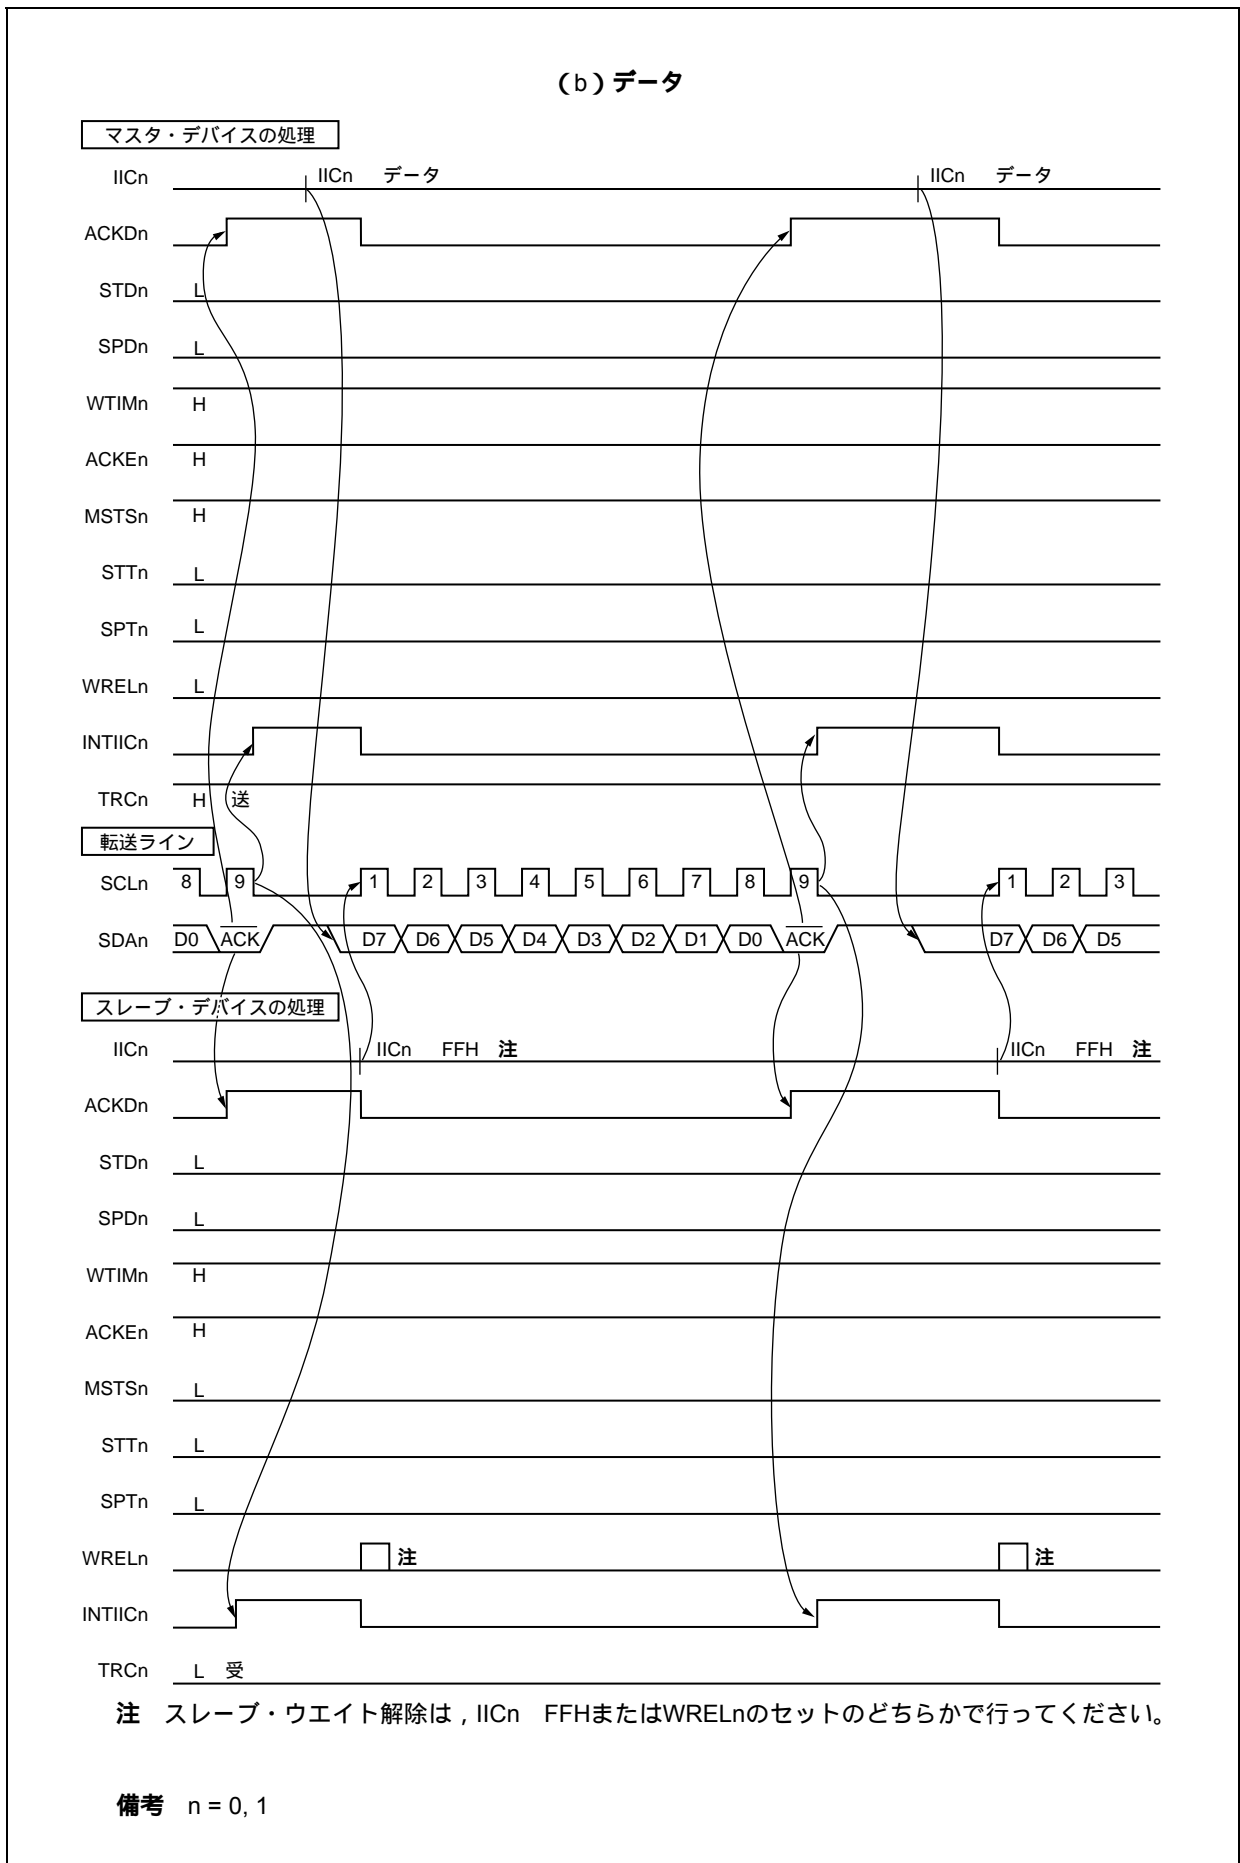 (b)データ
マスタ・デバイスの処理
IICn IICn データ IICn データ
ACKDn
STDn L
SPDn L
WTIMn H
ACKEn H
MSTSn H
STTn L
SPTn L
WRELn L
INTIICn
TRCn H 送
転送ライン
SCLn 8 9 1 2 3 4 5 6 7 8 9 1 2 3
SDAn D0 ACK D7 D6 D5 D4 D3 D2 D1 D0 ACK D7 D6 D5
スレーブ・デバイスの処理
IICn IICn FFH 注 IICn FFH 注
ACKDn
STDn L
SPDn L
WTIMn H
ACKEn H
MSTSn L
STTn L
SPTn L
WRELn 注 注
INTIICn
TRCn L 受
注 スレーブ・ウエイト解除は,IICn FFHまたはWRELnのセットのどちらかで行ってください。
備考 n = 0, 1